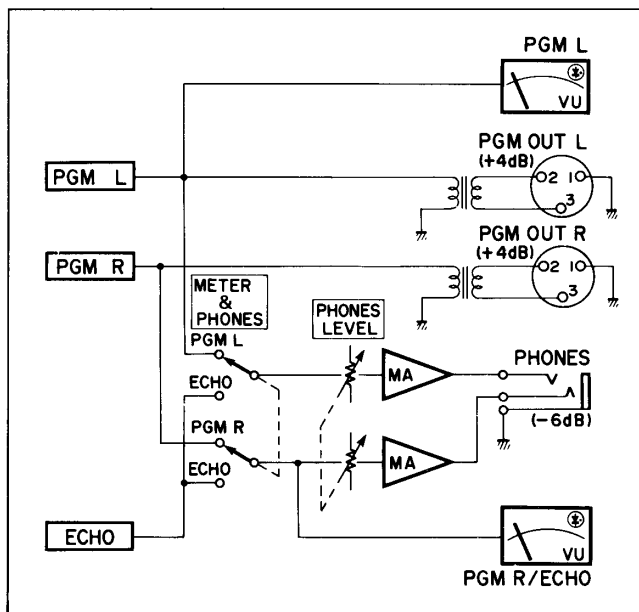 PGM L
VU
PGM OUT L
(+4dB)
2 1
3
PGM L
PGM OUT R
(+4dB)
2 1
3
PGM R
METER
&
PHONES
PHONES
LEVEL
PGM L
ECHO
MA
PHONES
(−6dB)
PGM R
ECHO
MA
ECHO
VU
PGM R/ECHO